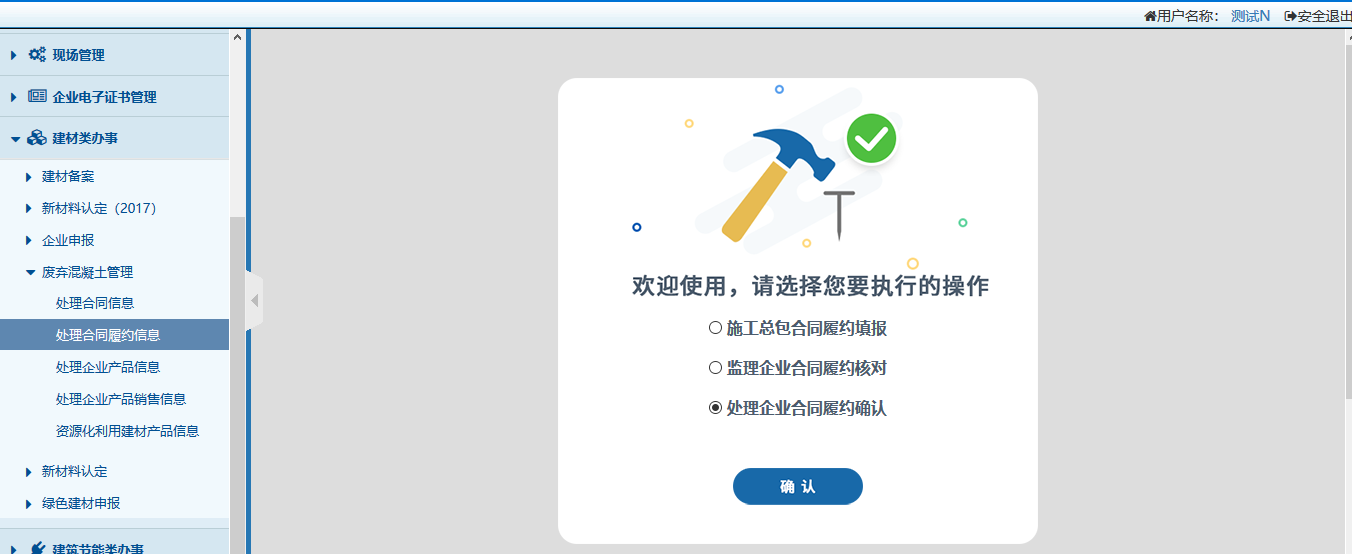 用户名称： 测试N 安全退出
现场管理
企业电子证书管理
建材类办事
建材备案
新材料认定（2017）
企业申报
废弃混凝土管理
处理合同信息
处理合同履约信息
处理企业产品信息
处理企业产品销售信息
资源化利用建材产品信息
新材料认定
绿色建材申报
建筑节能类办事
欢迎使用，请选择您要执行的操作
施工总包合同履约填报
监理企业合同履约核对
处理企业合同履约确认
确 认